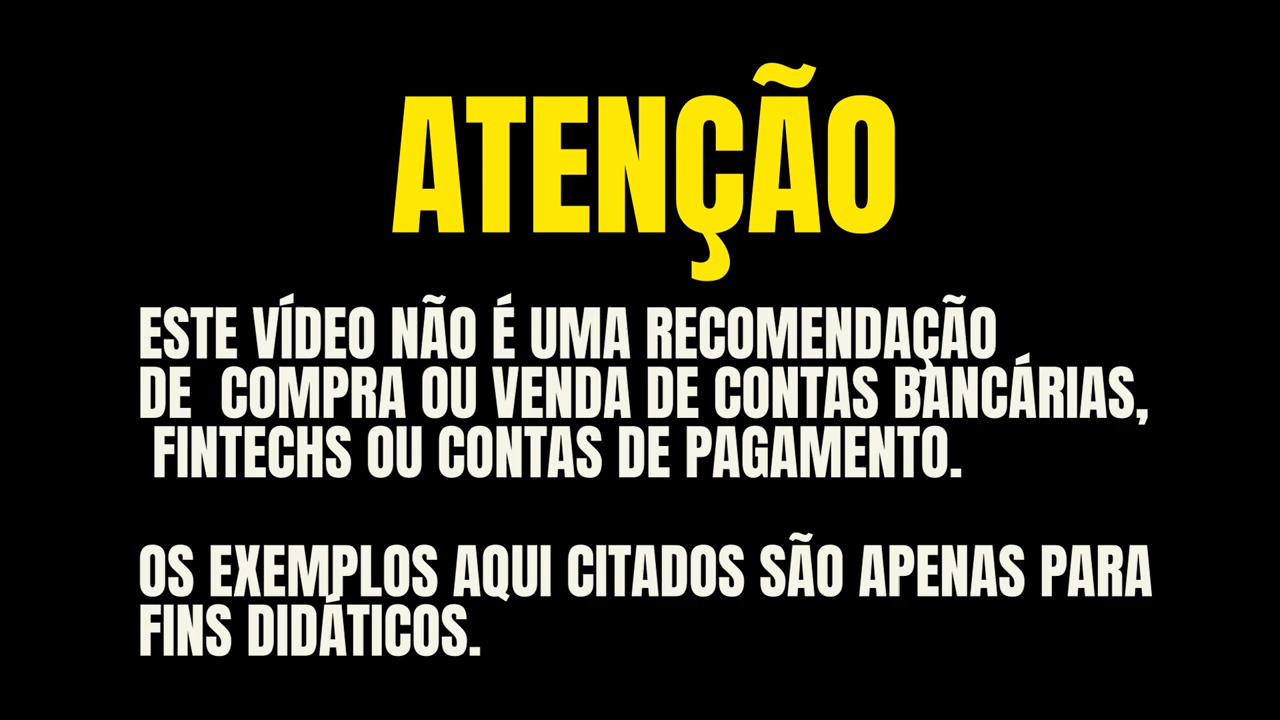 ATENÇÃO
ESTE VÍDEO NÃO É UMA RECOMENDAÇÃO
DE COMPRA OU VENDA DE CONTAS BANCÁRIAS,
FINTECHS OU CONTAS DE PAGAMENTO.
OS EXEMPLOS AQUI CITADOS SÃO APENAS PARA
FINS DIDÁTICOS.